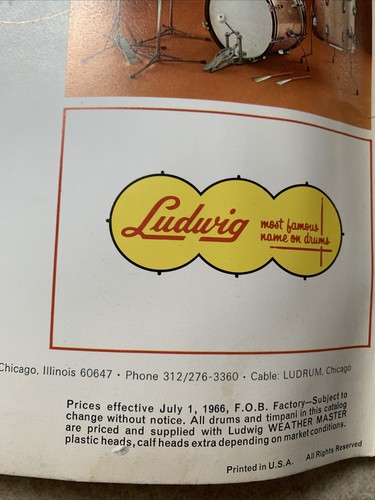 Ludwig
most famous
name on drums
Chicago, Illinois 60647 • Phone 312/276-3360 • Cable: LUDRUM, Chicago
Prices effective July 1, 1966, F.O.B. Factory—Subject to
change without notice. All drums and timpani in this catalog
are priced and supplied with Ludwig WEATHER MASTER
plastic heads, calf heads extra depending on market conditions.
Printed in U.S.A. All Rights Reserved